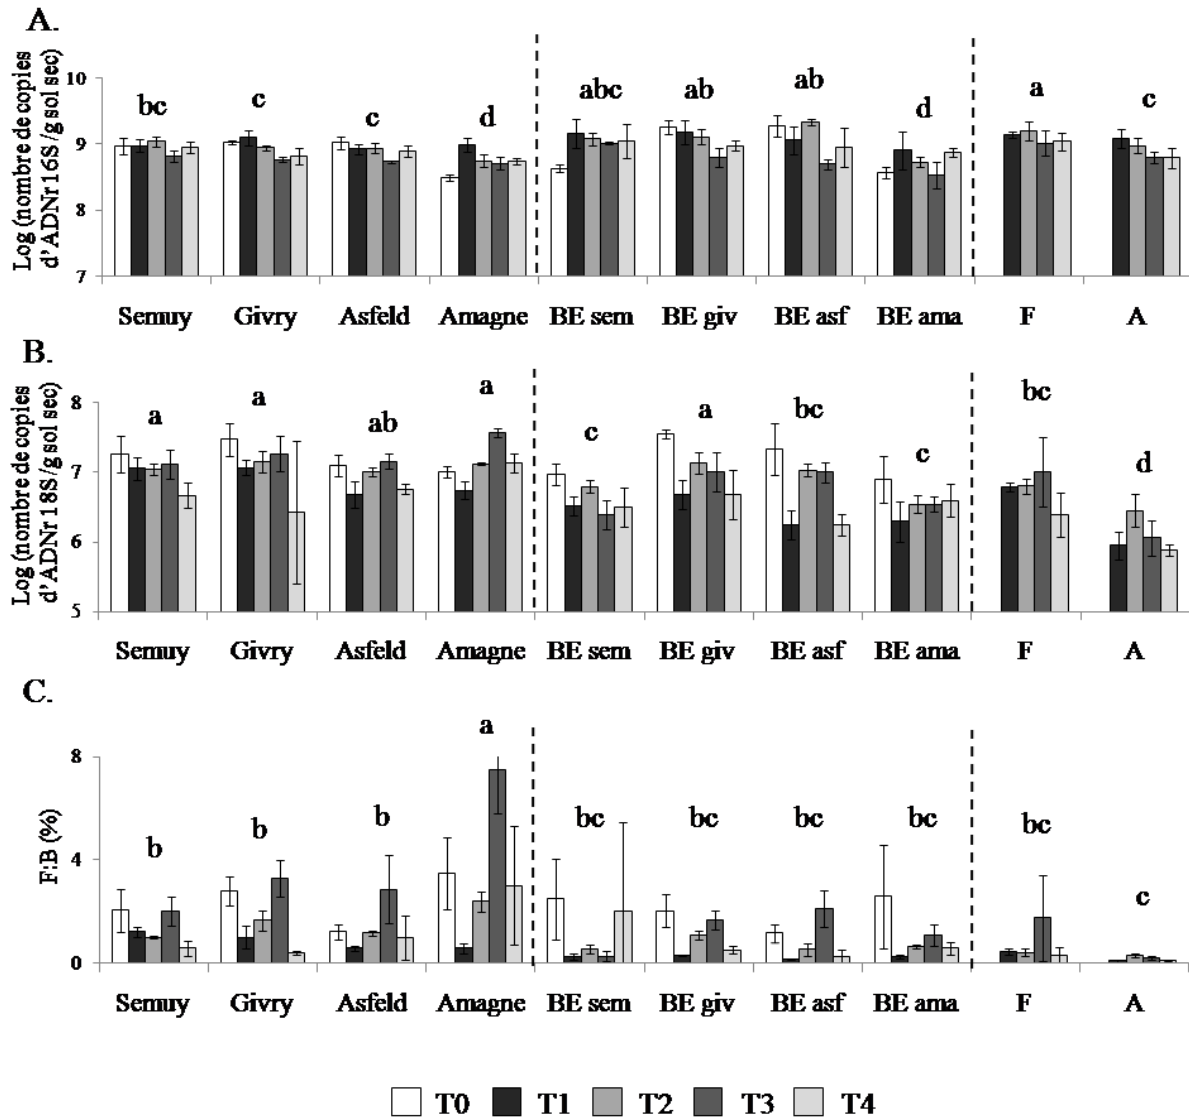 A.
Log (nombre de copies
d'ADNr 16S /g sol sec)
10
9
8
7
bc
c
c
d
abc
ab
ab
d
a
c
Semuy Givry Asfeld Amagne BE sem BE giv BE asf BE ama F A
B.
Log (nombre de copies
d'ADNr 18S/g sol sec)
8
7
6
5
a
a
ab
a
c
a
bc
c
bc
d
Semuy Givry Asfeld Amagne BE sem BE giv BE asf BE ama F A
C.
F:B (%)
8
4
0
b
b
b
a
bc
bc
bc
bc
bc
c
Semuy Givry Asfeld Amagne BE sem BE giv BE asf BE ama F A
T0 T1 T2 T3 T4